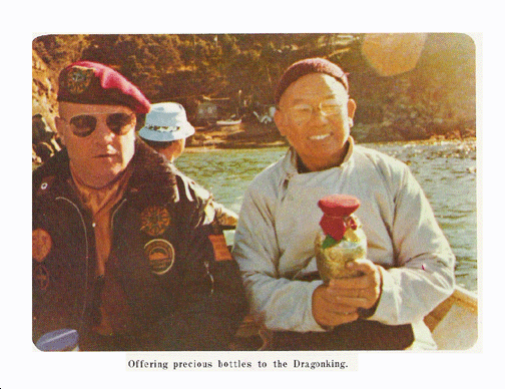 Offering precious bottles to the Dragonking.